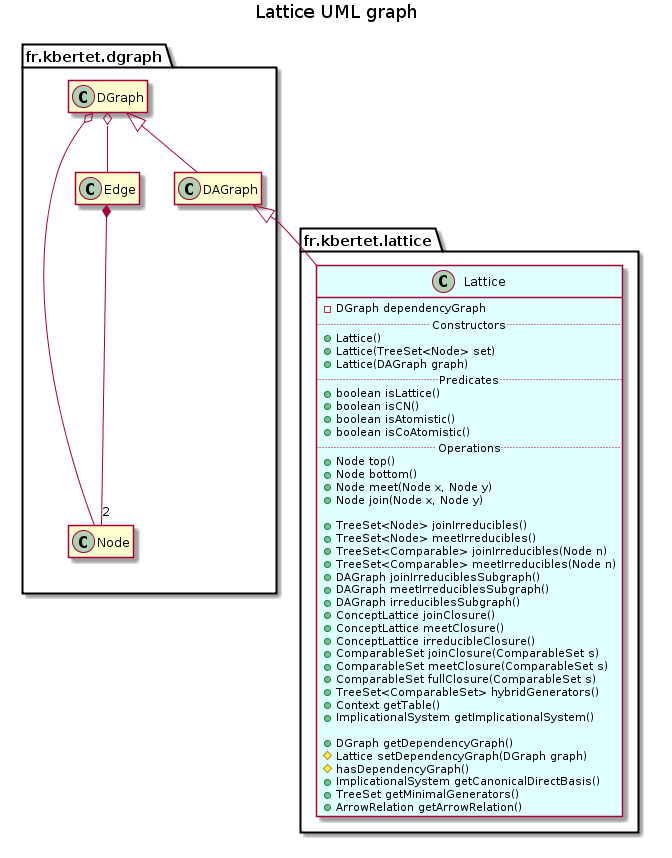 Lattice UML graph
fr.kbertet.dgraph
C DGraph
C Edge
C DAGraph
2
C Node
fr.kbertet.lattice
C Lattice
DGraph dependencyGraph
Constructors
Lattice()
Lattice(TreeSet<Node> set)
Lattice(DAGraph graph)
Predicates
boolean isLattice()
boolean isCN()
boolean isAtomistic()
boolean isCoAtomistic()
Operations
Node top()
Node bottom()
Node meet(Node x, Node y)
Node join(Node x, Node y)
TreeSet<Node> joinIrreducibles()
TreeSet<Node> meetIrreducibles()
TreeSet<Comparable> joinIrreducibles(Node n)
TreeSet<Comparable> meetIrreducibles(Node n)
DAGraph joinIrreduciblesSubgraph()
DAGraph meetIrreduciblesSubgraph()
DAGraph irreduciblesSubgraph()
ConceptLattice joinClosure()
ConceptLattice meetClosure()
ConceptLattice irreducibleClosure()
ComparableSet joinClosure(ComparableSet s)
ComparableSet meetClosure(ComparableSet s)
ComparableSet fullClosure(ComparableSet s)
TreeSet<ComparableSet> hybridGenerators()
Context getTable()
ImplicationalSystem getImplicationalSystem()
DGraph getDependencyGraph()
Lattice setDependencyGraph(DGraph graph)
hasDependencyGraph()
ImplicationalSystem getCanonicalDirectBasis()
TreeSet getMinimalGenerators()
ArrowRelation getArrowRelation()